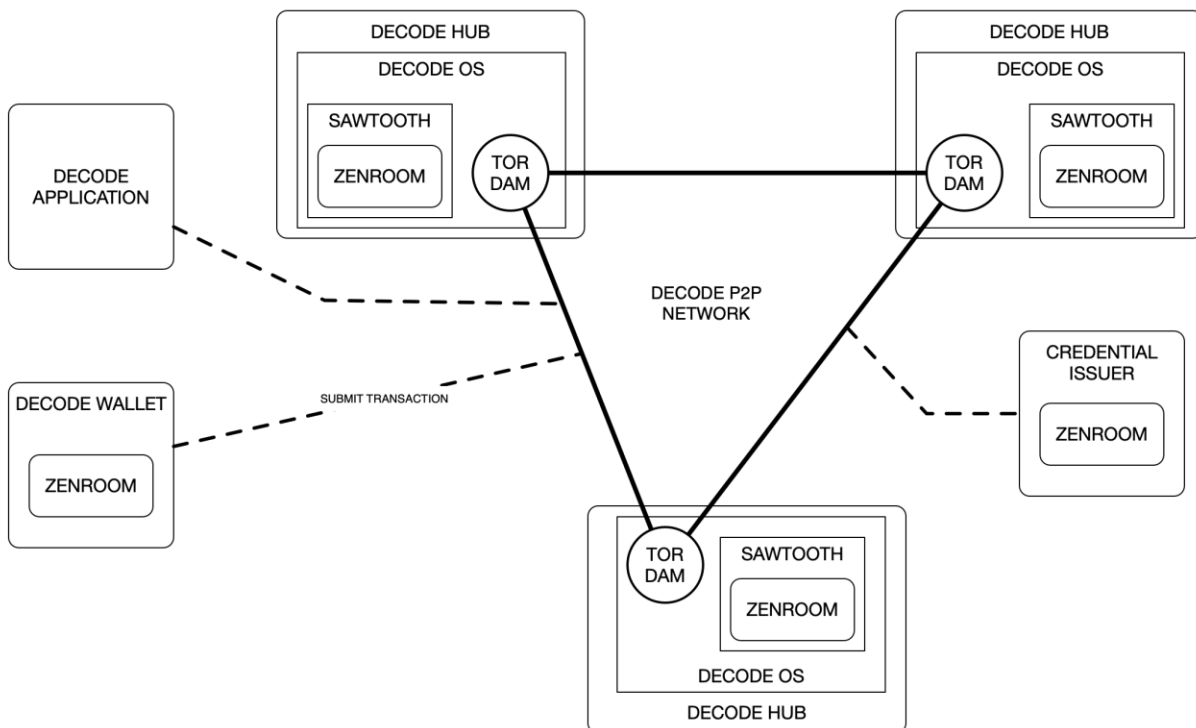 DECODE HUB
DECODE OS
SAWTOOTH
ZENROOM
TOR
DAM
DECODE HUB
DECODE OS
SAWTOOTH
ZENROOM
TOR
DAM
DECODE
APPLICATION
DECODE P2P
NETWORK
CREDENTIAL
ISSUER
ZENROOM
DECODE WALLET
ZENROOM
SUBMIT TRANSACTION
TOR
DAM
SAWTOOTH
ZENROOM
DECODE OS
DECODE HUB